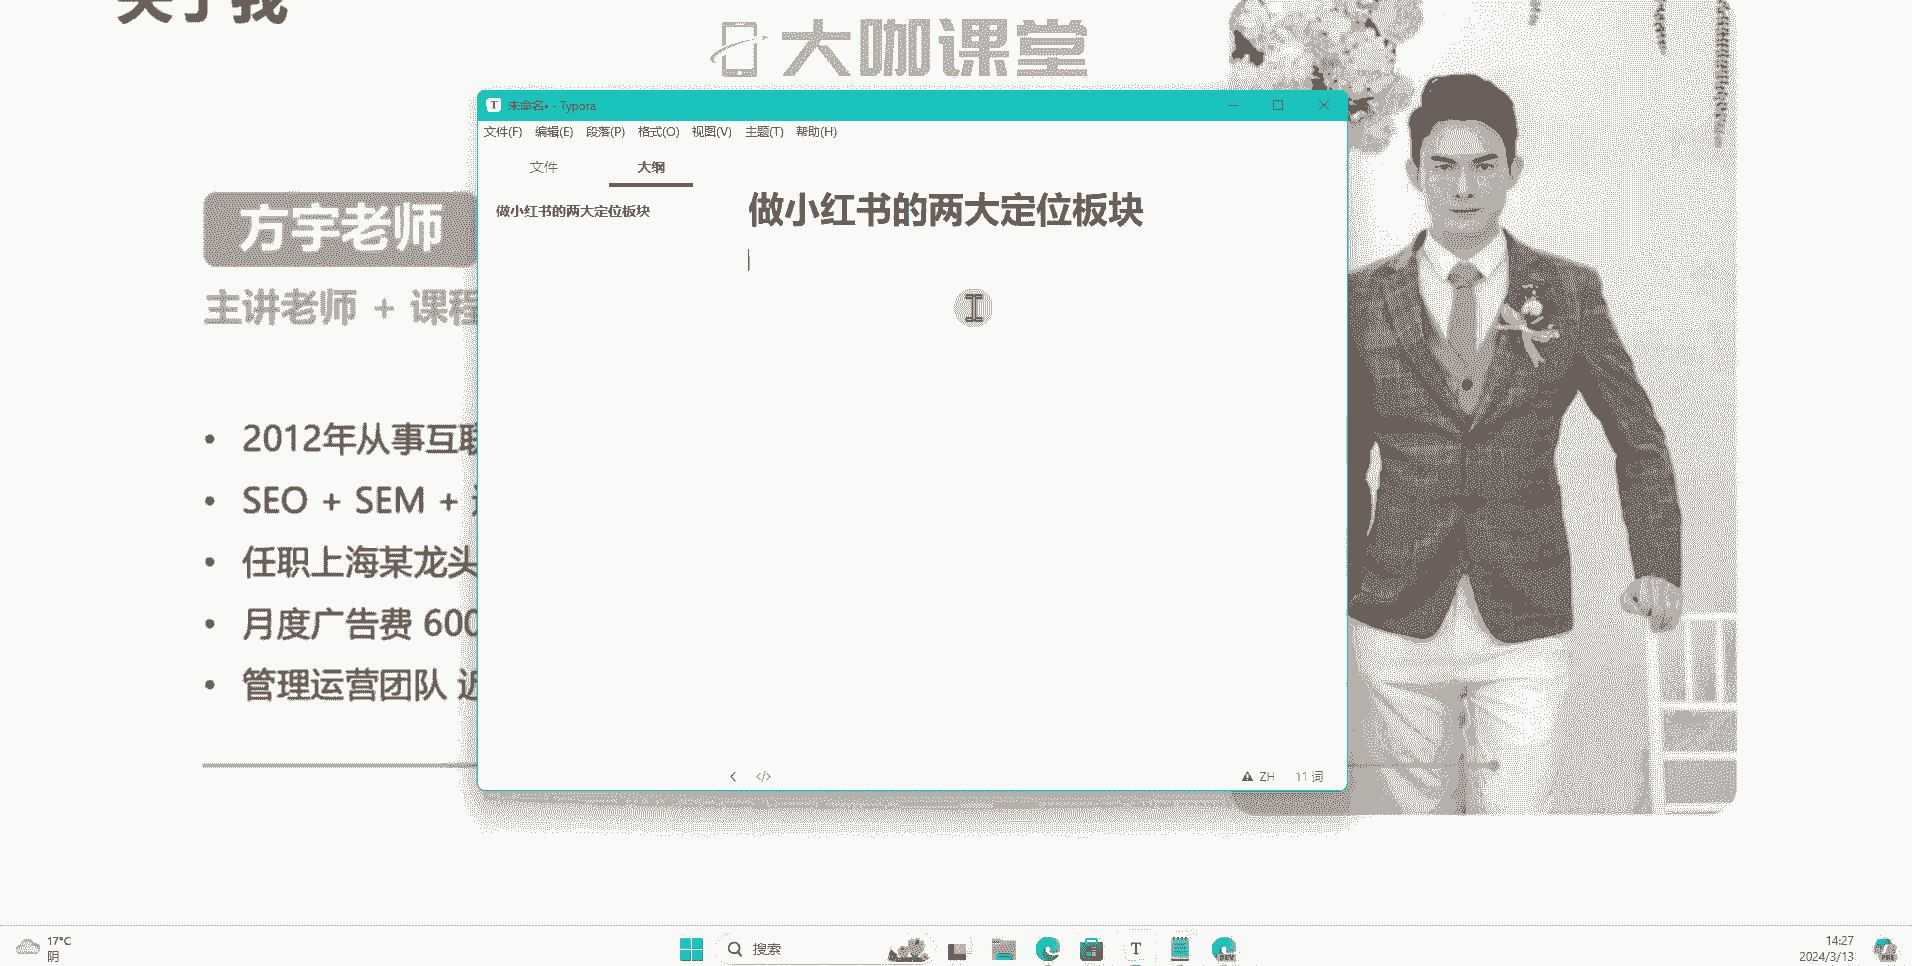 关于我
大咖课堂
未命名• - Typora
文件(F) 编辑(E) 段落(P) 格式(O) 视图(V) 主题(T) 帮助(H)
文件 大纲
做小红书的两大定位板块
做小红书的两大定位板块
方宇老师
主讲老师 + 课程
2012年从事互联
SEO + SEM +
任职上海某龙头
月度广告费 600
管理运营团队 近
</> ZH 11 词
17°C
阴
搜索
DEV
14:27
2024/3/13
PRE